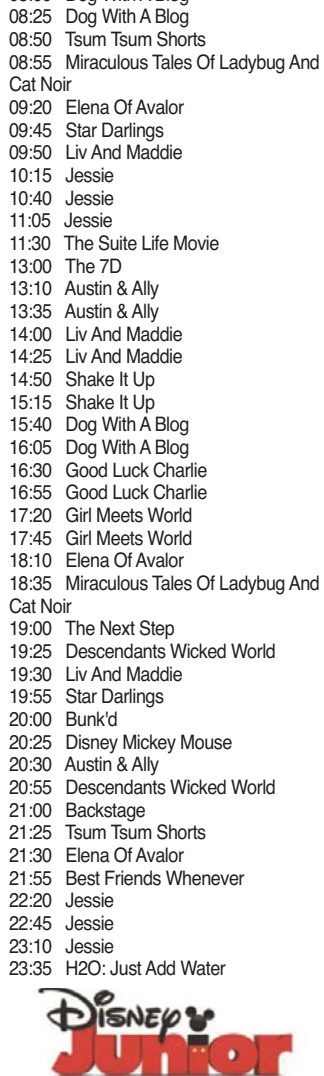 08:25 Dog With A Blog
08:50 Tsum Tsum Shorts
08:55 Miraculous Tales Of Ladybug And
Cat Noir
09:20 Elena Of Avalor
09:45 Star Darlings
09:50 Liv And Maddie
10:15 Jessie
10:40 Jessie
11:05 Jessie
11:30 The Suite Life Movie
13:00 The 7D
13:10 Austin & Ally
13:35 Austin & Ally
14:00 Liv And Maddie
14:25 Liv And Maddie
14:50 Shake It Up
15:15 Shake It Up
15:40 Dog With A Blog
16:05 Dog With A Blog
16:30 Good Luck Charlie
16:55 Good Luck Charlie
17:20 Girl Meets World
17:45 Girl Meets World
18:10 Elena Of Avalor
18:35 Miraculous Tales Of Ladybug And
Cat Noir
19:00 The Next Step
19:25 Descendants Wicked World
19:30 Liv And Maddie
19:55 Star Darlings
20:00 Bunk'd
20:25 Disney Mickey Mouse
20:30 Austin & Ally
20:55 Descendants Wicked World
21:00 Backstage
21:25 Tsum Tsum Shorts
21:30 Elena Of Avalor
21:55 Best Friends Whenever
22:20 Jessie
22:45 Jessie
23:10 Jessie
23:35 H2O: Just Add Water
Disney
Junior